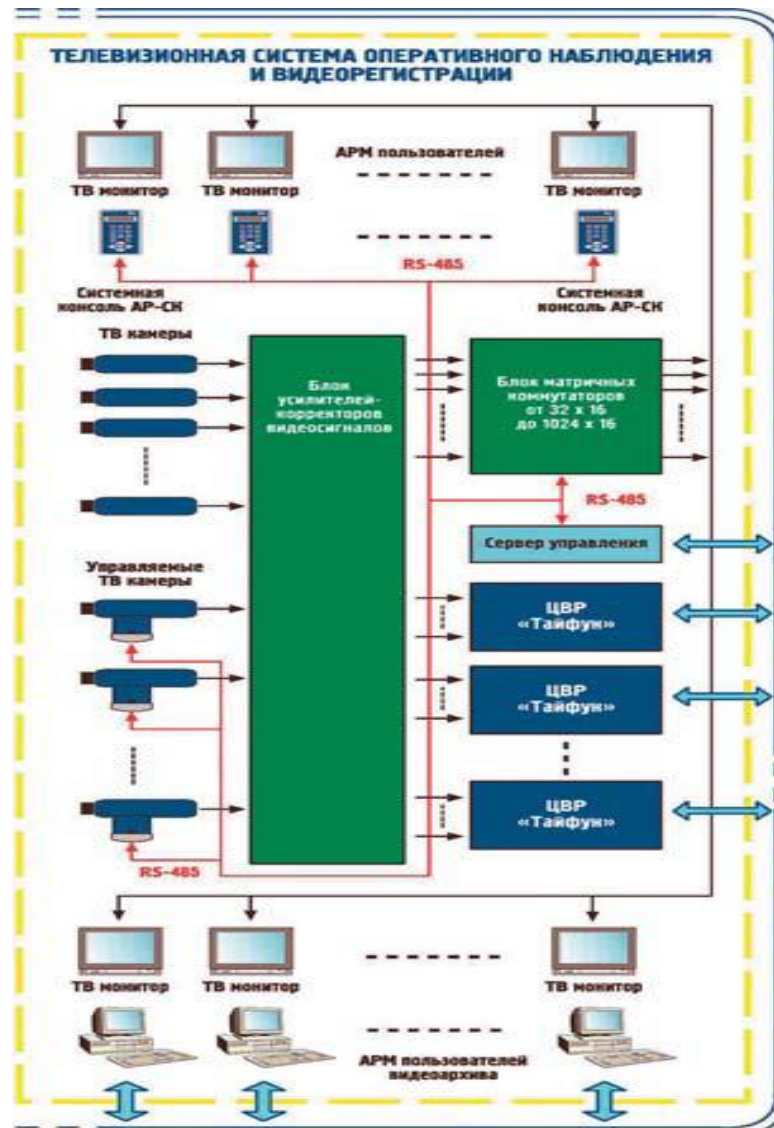 ТЕЛЕВИЗИОННАЯ СИСТЕМА ОПЕРАТИВНОГО НАБЛЮДЕНИЯ
И ВИДЕОРЕГИСТРАЦИИ
АРМ пользователей
ТВ монитор
ТВ монитор
ТВ монитор
RS-485
Системная
консоль АР-СК
Системная
консоль АР-СК
ТВ камеры
Блок
усилителей-
корректоров
видеосигналов
Блок матричных
коммутаторов
от 32 х 16
до 1024 х 16
RS-485
Сервер управления
Управляемые
ТВ камеры
ЦВР
«Тайфун»
ЦВР
«Тайфун»
ЦВР
«Тайфун»
RS-485
ТВ монитор
ТВ монитор
ТВ монитор
АРМ пользователей
видеоархива